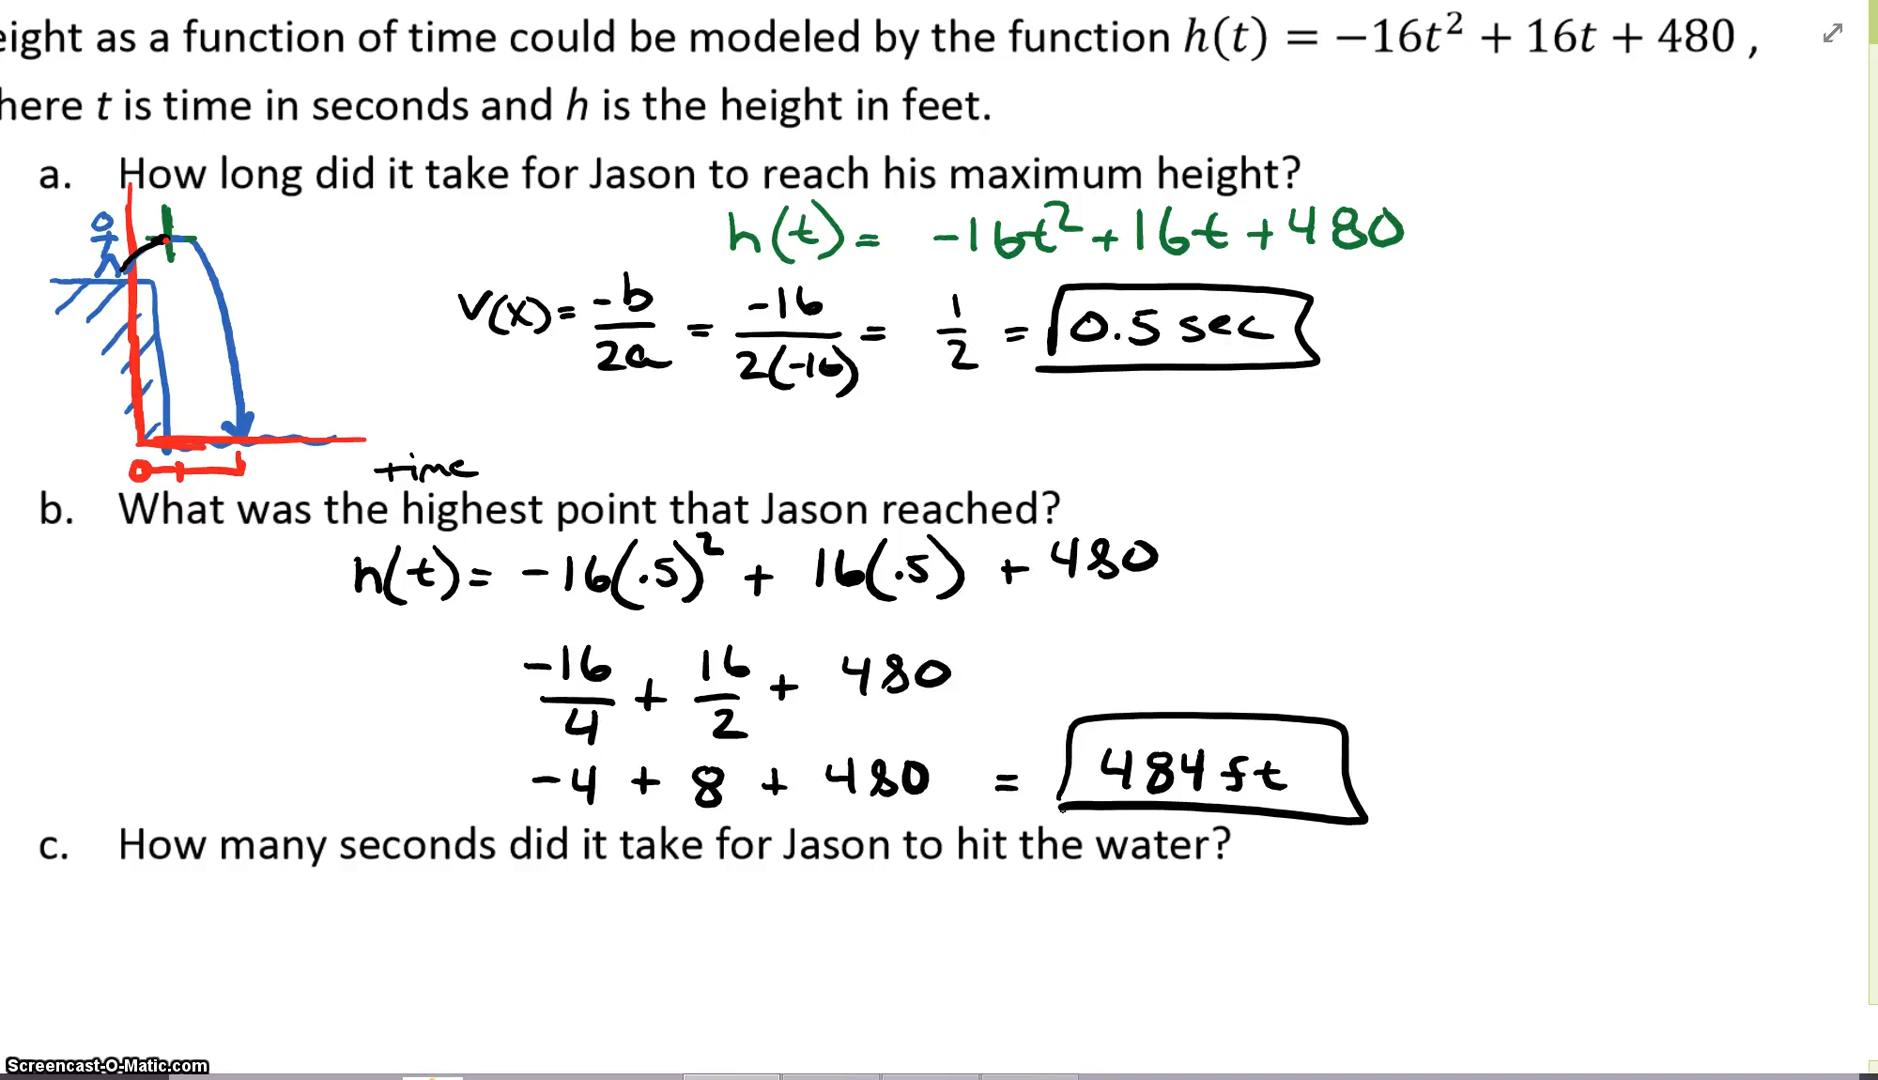 eight as a function of time could be modeled by the function h(t) = −16t² + 16t + 480 ,
here t is time in seconds and h is the height in feet.
a. How long did it take for Jason to reach his maximum height?
h(t) = -16t² + 16t + 480
v(x) = -b/2a = -16/2(-16) = 1/2 = 0.5 sec
time
b. What was the highest point that Jason reached?
h(t) = -16(.5)² + 16(.5) + 480
-16/4 + 16/2 + 480
-4 + 8 + 480 = 484 ft
c. How many seconds did it take for Jason to hit the water?
Screencast-O-Matic.com